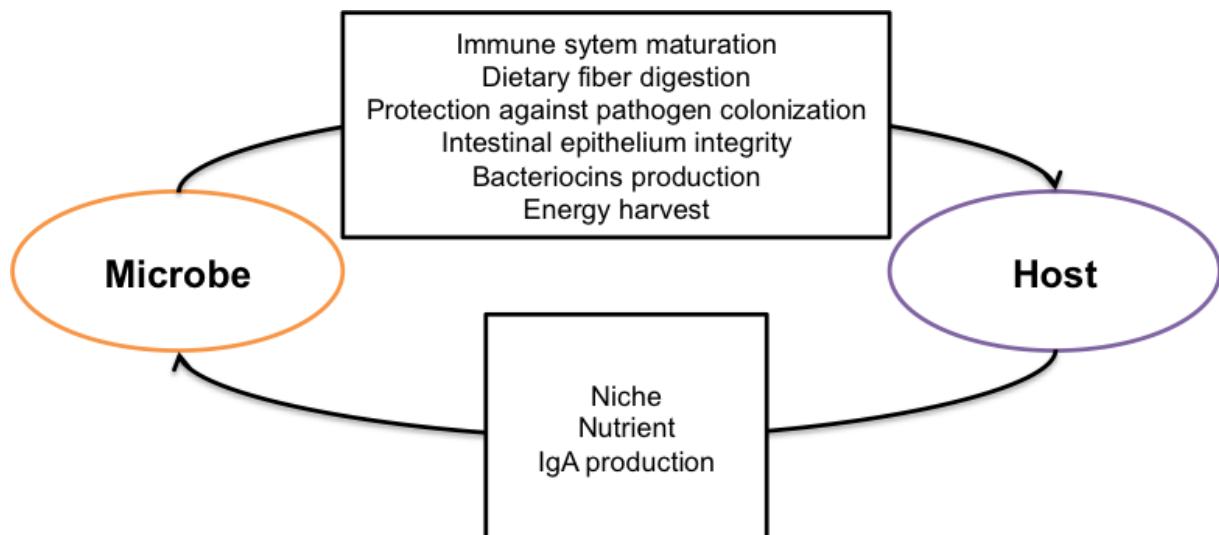 Immune sytem maturation
Dietary fiber digestion
Protection against pathogen colonization
Intestinal epithelium integrity
Bacteriocins production
Energy harvest
Microbe
Host
Niche
Nutrient
IgA production